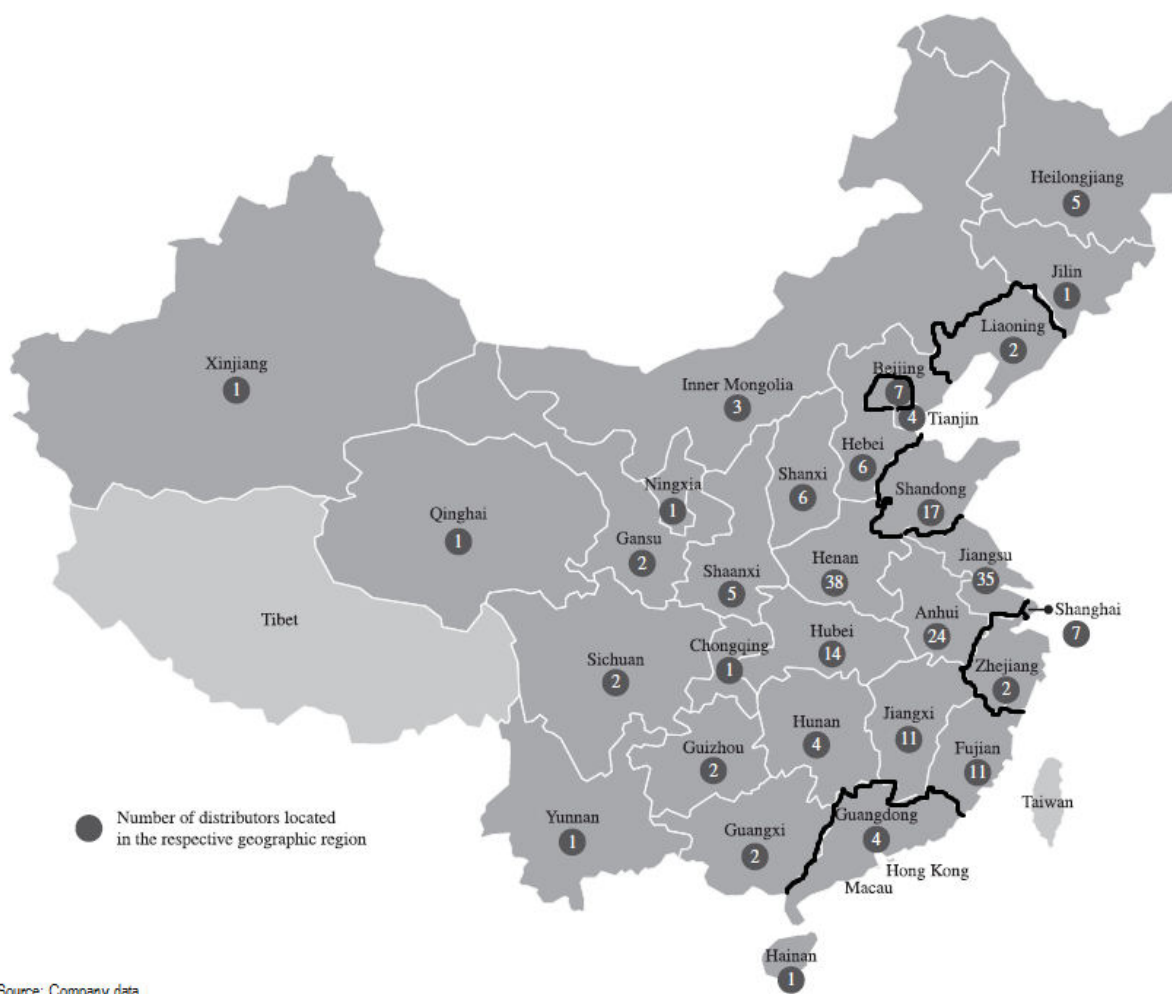 Heilongjiang
5
Jilin
1
Liaoning
2
Xinjiang
1
Beijing
7
Inner Mongolia
3
4 Tianjin
Hebei
6
Shanxi
6
Shandong
17
Ningxia
1
Qinghai
1
Gansu
2
Henan
38
Jiangsu
35
Shaanxi
5
Tibet
Anhui
24
Shanghai
7
Hubei
14
Chongqing
1
Sichuan
2
Zhejiang
2
Hunan
4
Jiangxi
11
Guizhou
2
Fujian
11
Taiwan
Number of distributors located
in the respective geographic region
Yunnan
1
Guangxi
2
Guangdong
4
Hong Kong
Macau
Hainan
1
Source: Company data